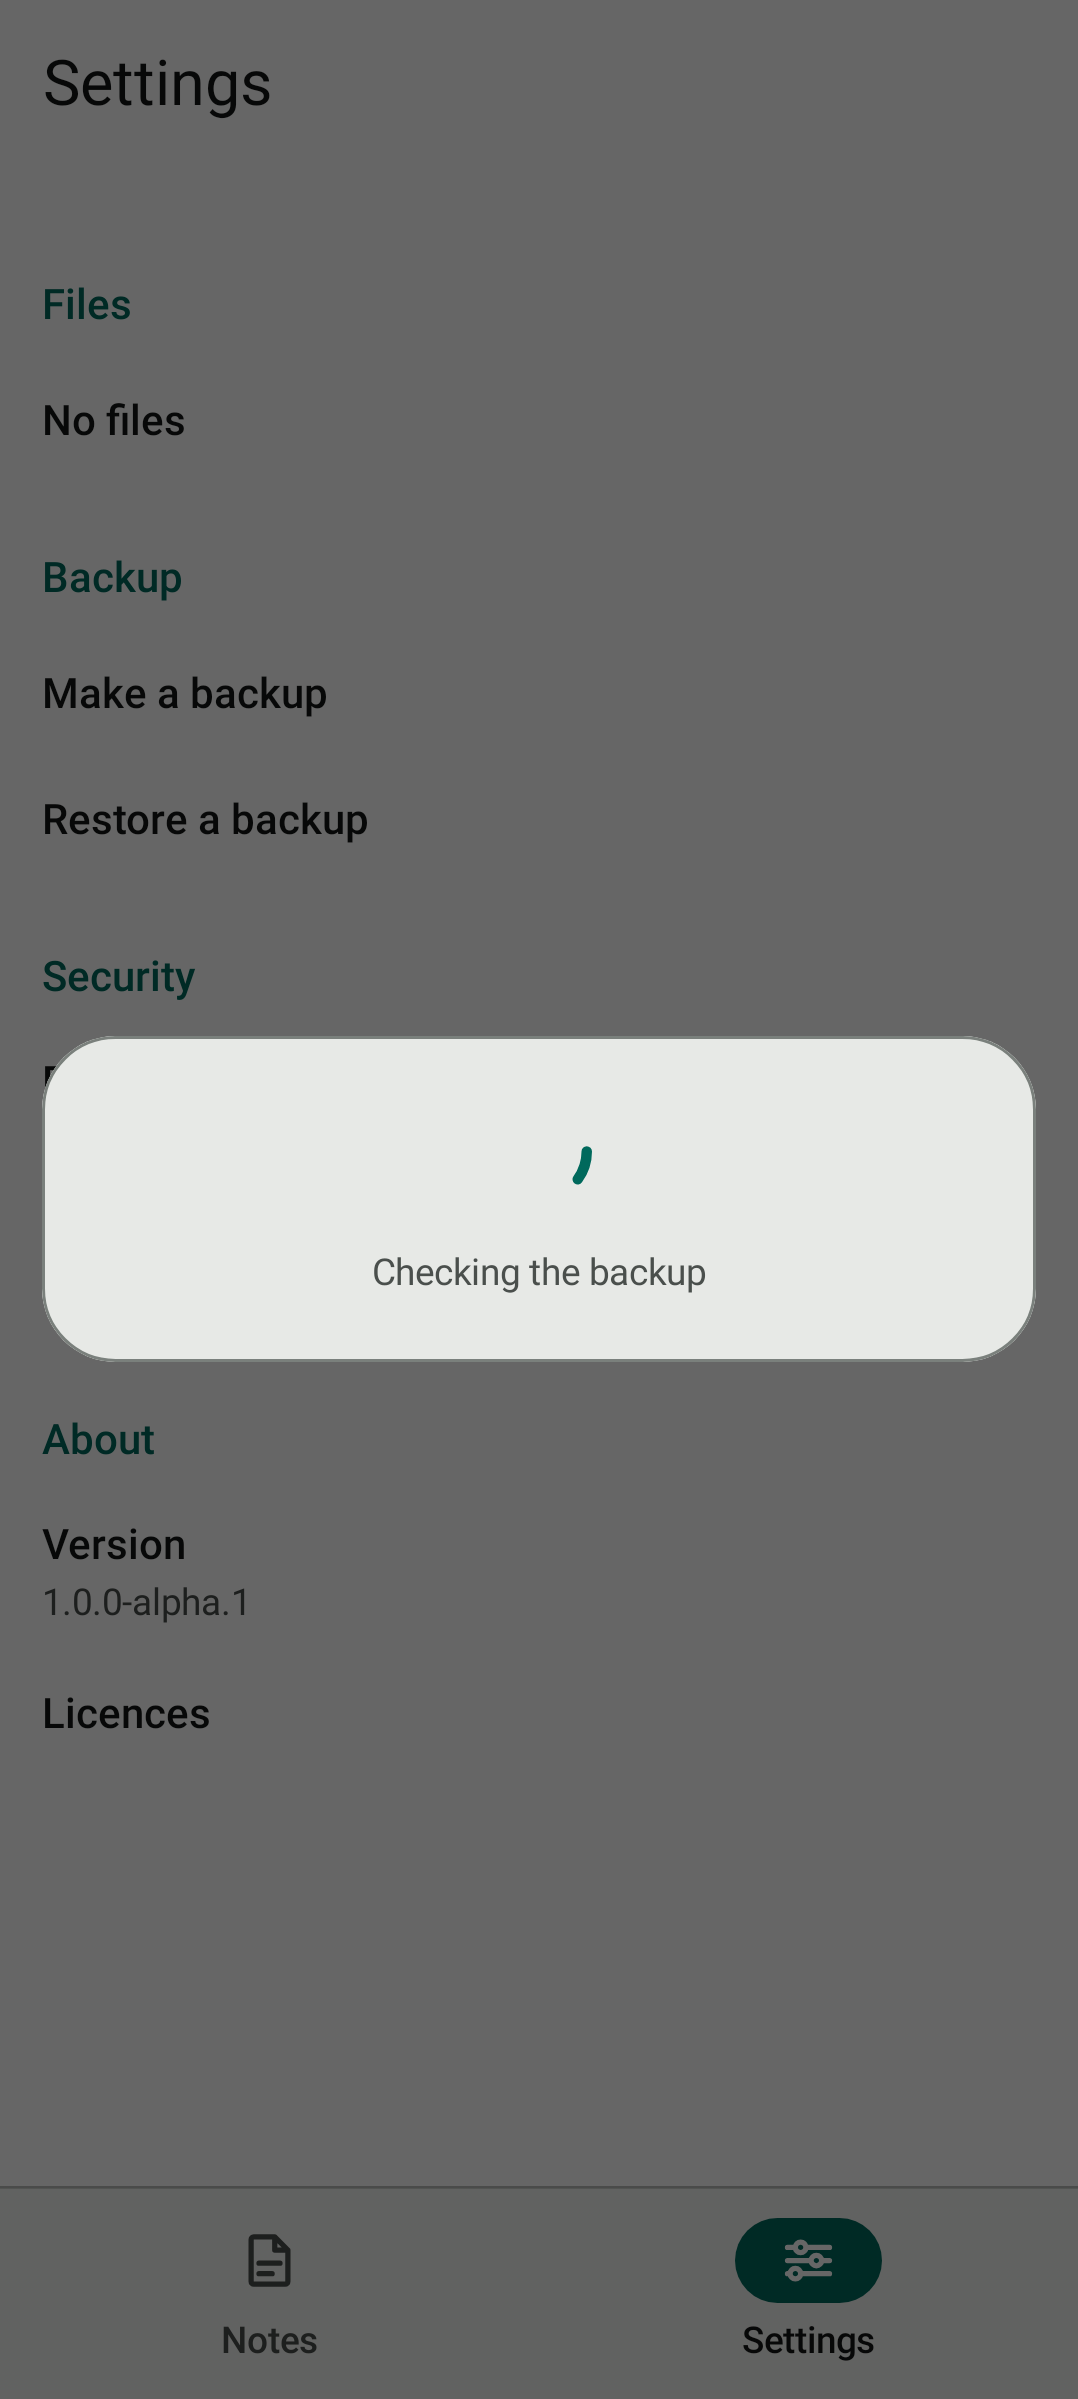 Settings
Files
No files
Backup
Make a backup
Restore a backup
Security
Checking the backup
About
Version
1.0.0-alpha.1
Licences
Notes
Settings